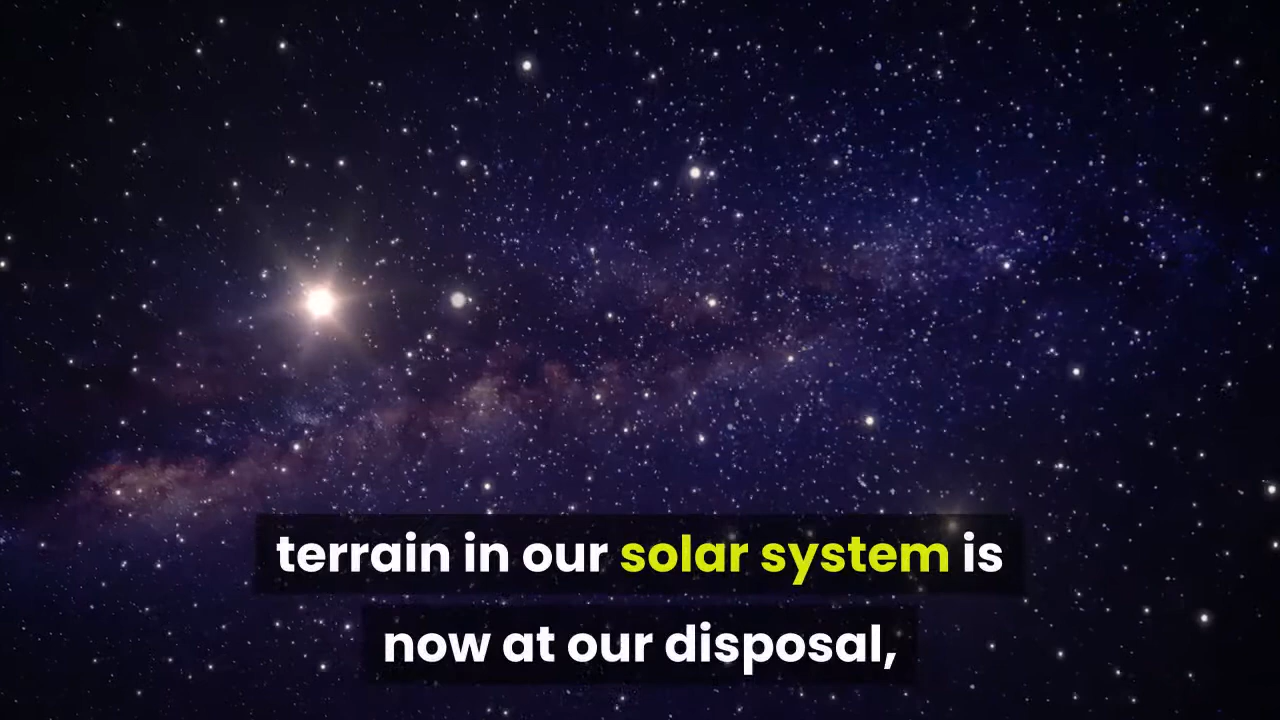 terrain in our solar system is
now at our disposal,